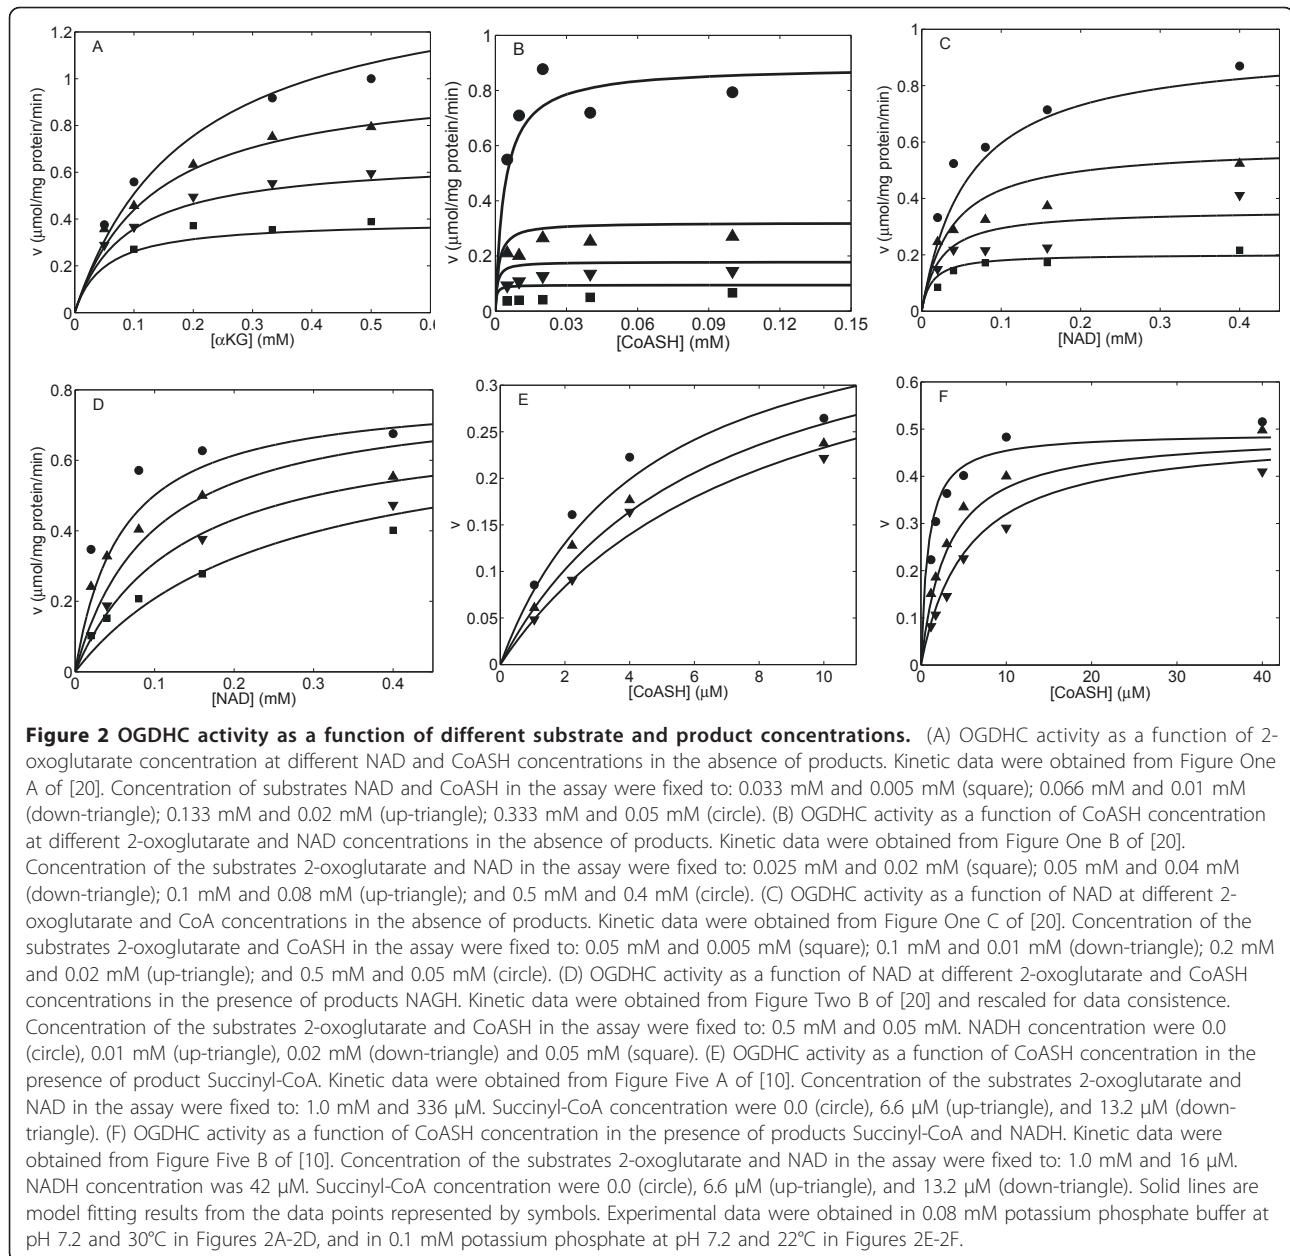 A
v (μmol/mg protein/min)
1.2
1
0.8
0.6
0.4
0.2
0
0 0.1 0.2 0.3 0.4 0.5 0.6
[αKG] (mM)
B
v (μmol/mg protein/min)
1
0.8
0.6
0.4
0.2
0
0 0.03 0.06 0.09 0.12 0.15
[CoASH] (mM)
C
v (μmol/mg protein/min)
1
0.8
0.6
0.4
0.2
0
0 0.1 0.2 0.3 0.4
[NAD] (mM)
D
v (μmol/mg protein/min)
0.8
0.6
0.4
0.2
0
0.1 0.2 0.3 0.4
[NAD] (mM)
E
v
0.3
0.25
0.2
0.15
0.1
0.05
0
0 2 4 6 8 10
[CoASH] (μM)
F
v
0.6
0.5
0.4
0.3
0.2
0.1
0
0 10 20 30 40
[CoASH] (μM)
Figure 2 OGDHC activity as a function of different substrate and product concentrations. (A) OGDHC activity as a function of 2-
oxoglutarate concentration at different NAD and CoASH concentrations in the absence of products. Kinetic data were obtained from Figure One
A of [20]. Concentration of substrates NAD and CoASH in the assay were fixed to: 0.033 mM and 0.005 mM (square); 0.066 mM and 0.01 mM
(down-triangle); 0.133 mM and 0.02 mM (up-triangle); 0.333 mM and 0.05 mM (circle). (B) OGDHC activity as a function of CoASH concentration
at different 2-oxoglutarate and NAD concentrations in the absence of products. Kinetic data were obtained from Figure One B of [20].
Concentration of the substrates 2-oxoglutarate and NAD in the assay were fixed to: 0.025 mM and 0.02 mM (square); 0.05 mM and 0.04 mM
(down-triangle); 0.1 mM and 0.08 mM (up-triangle); and 0.5 mM and 0.4 mM (circle). (C) OGDHC activity as a function of NAD at different 2-
oxoglutarate and CoA concentrations in the absence of products. Kinetic data were obtained from Figure One C of [20]. Concentration of the
substrates 2-oxoglutarate and CoASH in the assay were fixed to: 0.05 mM and 0.005 mM (square); 0.1 mM and 0.01 mM (down-triangle); 0.2 mM
and 0.02 mM (up-triangle); and 0.5 mM and 0.05 mM (circle). (D) OGDHC activity as a function of NAD at different 2-oxoglutarate and CoASH
concentrations in the presence of products NAGH. Kinetic data were obtained from Figure Two B of [20] and rescaled for data consistence.
Concentration of the substrates 2-oxoglutarate and CoASH in the assay were fixed to: 0.5 mM and 0.05 mM. NADH concentration were 0.0
(circle), 0.01 mM (up-triangle), 0.02 mM (down-triangle) and 0.05 mM (square). (E) OGDHC activity as a function of CoASH concentration in the
presence of product Succinyl-CoA. Kinetic data were obtained from Figure Five A of [10]. Concentration of the substrates 2-oxoglutarate and
NAD in the assay were fixed to: 1.0 mM and 336 μM. Succinyl-CoA concentration were 0.0 (circle), 6.6 μM (up-triangle), and 13.2 μM (down-
triangle). (F) OGDHC activity as a function of CoASH concentration in the presence of products Succinyl-CoA and NADH. Kinetic data were
obtained from Figure Five B of [10]. Concentration of the substrates 2-oxoglutarate and NAD in the assay were fixed to: 1.0 mM and 16 μM.
NADH concentration was 42 μM. Succinyl-CoA concentration were 0.0 (circle), 6.6 μM (up-triangle), and 13.2 μM (down-triangle). Solid lines are
model fitting results from the data points represented by symbols. Experimental data were obtained in 0.08 mM potassium phosphate buffer at
pH 7.2 and 30°C in Figures 2A-2D, and in 0.1 mM potassium phosphate at pH 7.2 and 22°C in Figures 2E-2F.